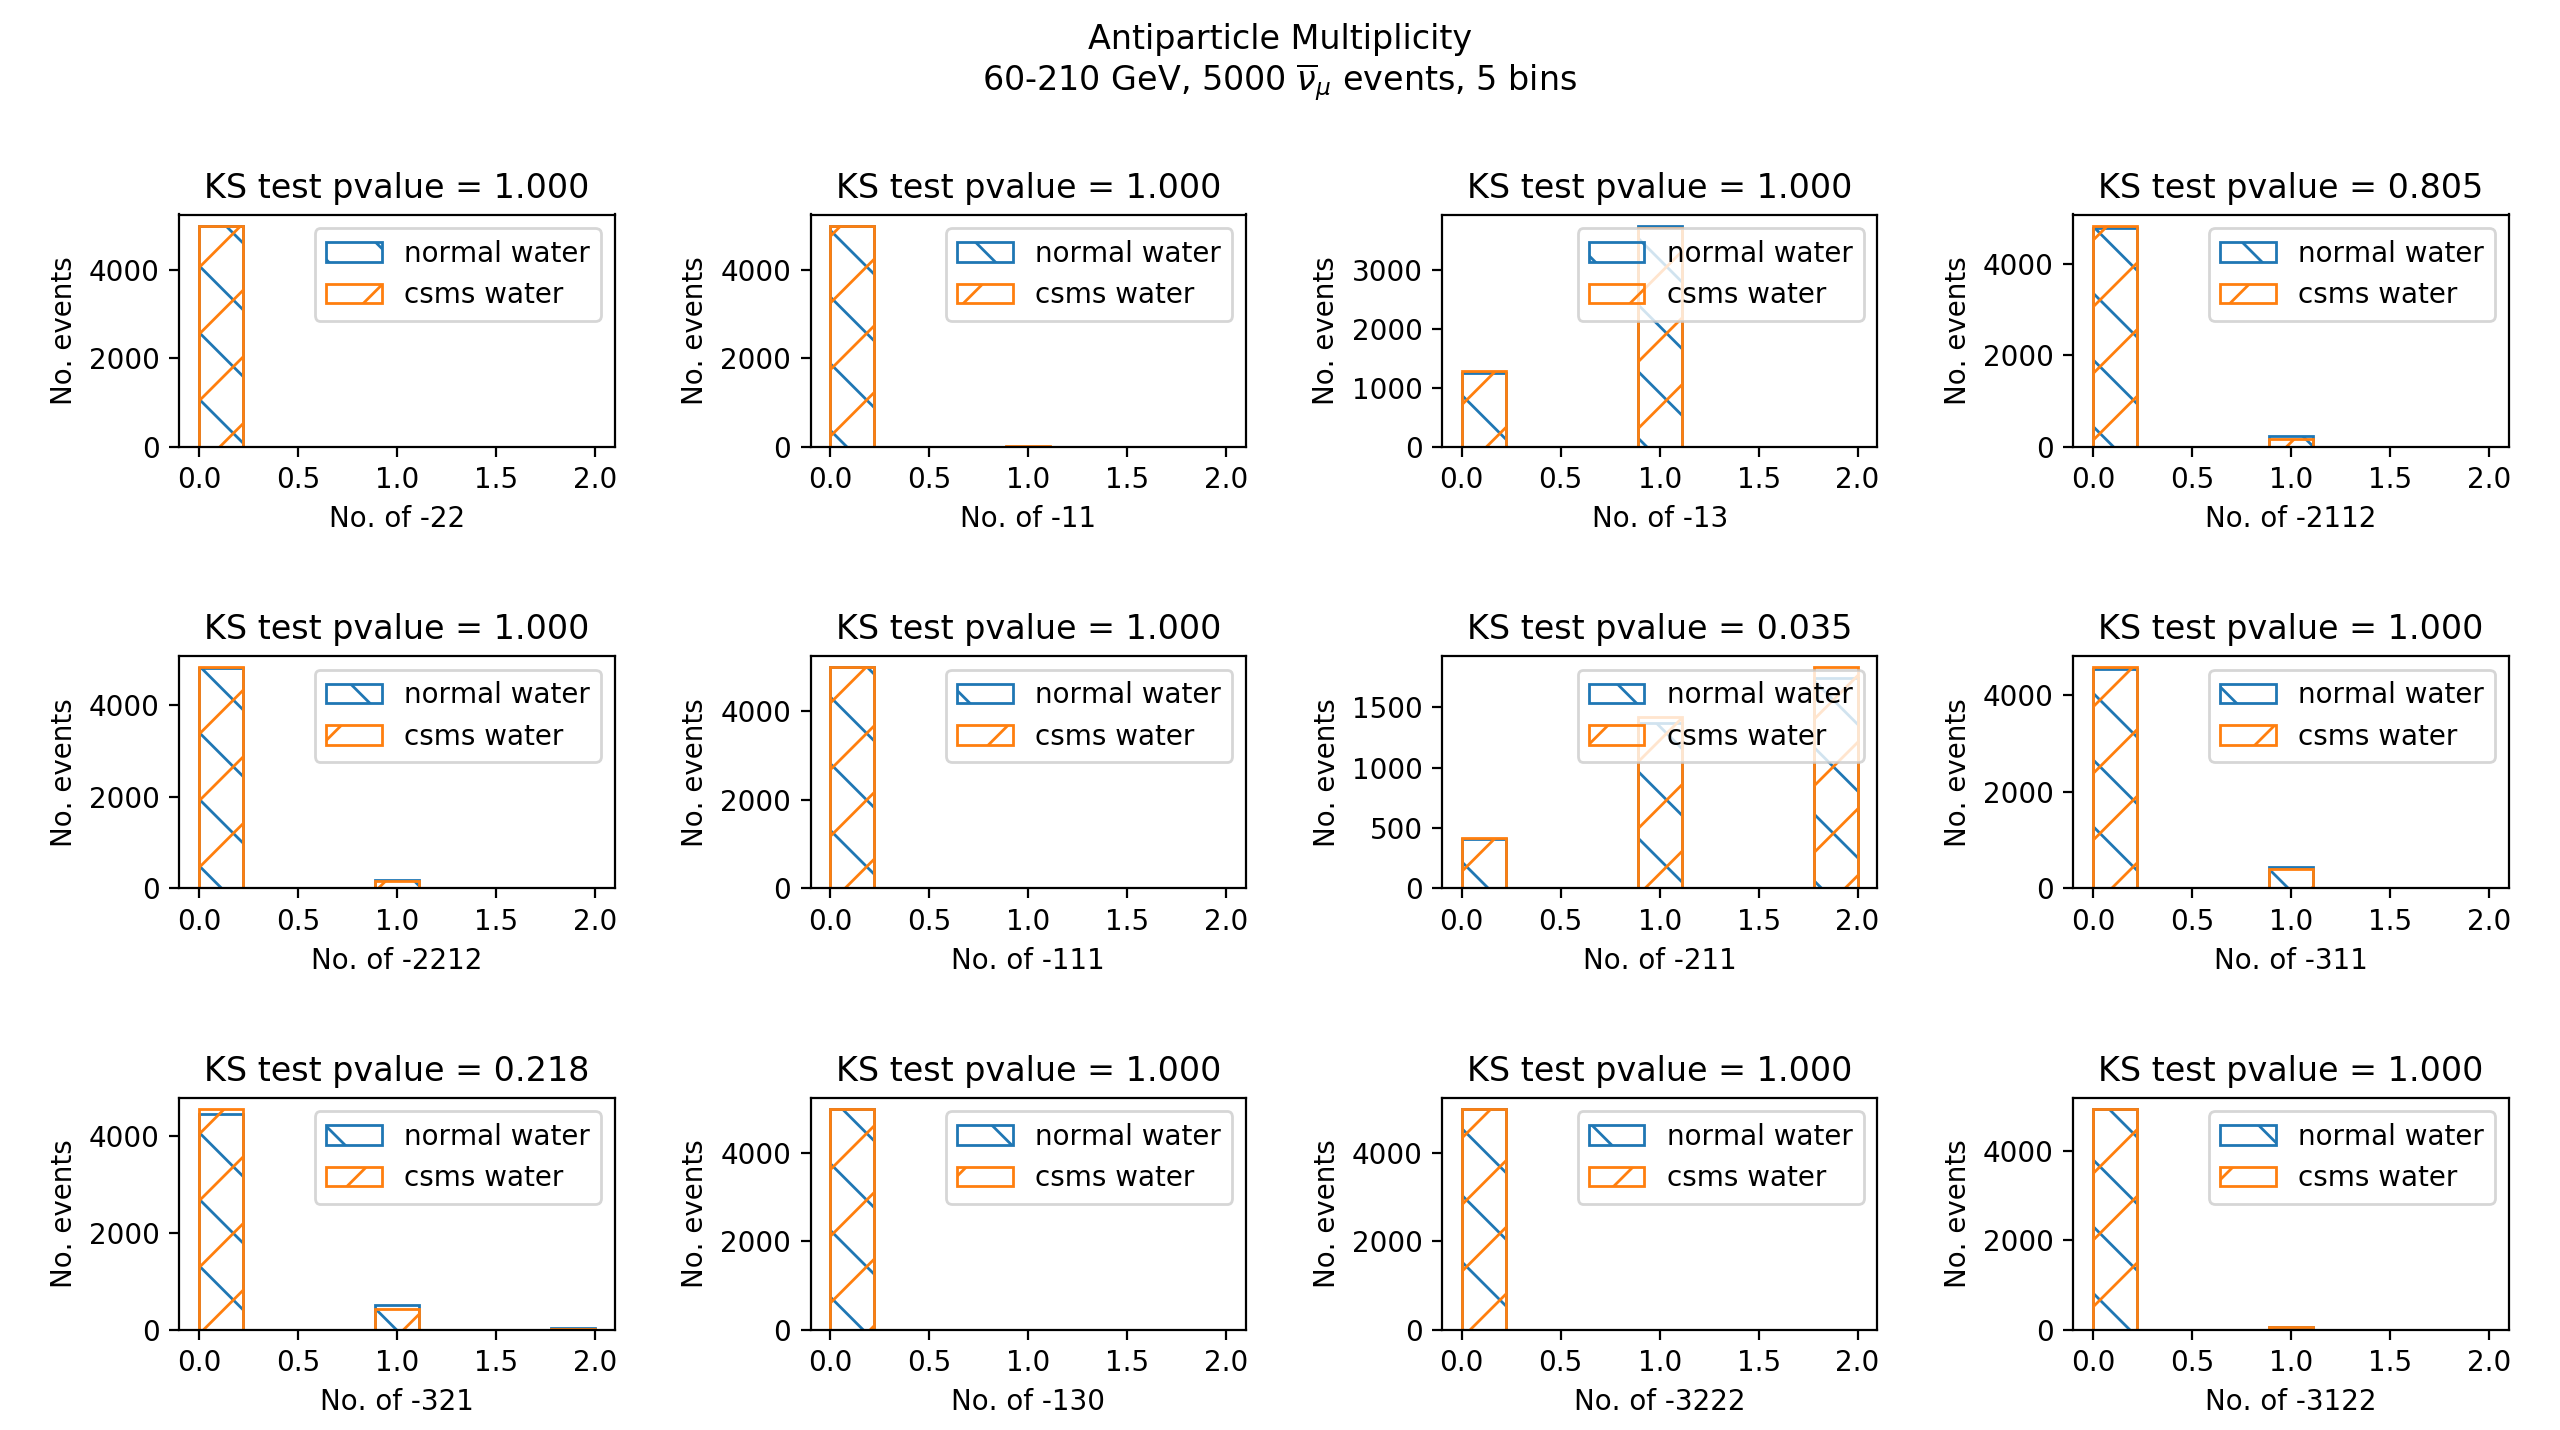 Antiparticle Multiplicity
60-210 GeV, 5000 ν̅μ events, 5 bins
KS test pvalue = 1.000
No. events
4000
2000
0
normal water
csms water
0.0 0.5 1.0 1.5 2.0
No. of -22
KS test pvalue = 1.000
No. events
4000
2000
0
normal water
csms water
0.0 0.5 1.0 1.5 2.0
No. of -11
KS test pvalue = 1.000
No. events
3000
2000
1000
0
normal water
csms water
0.0 0.5 1.0 1.5 2.0
No. of -13
KS test pvalue = 0.805
No. events
4000
2000
0
normal water
csms water
0.0 0.5 1.0 1.5 2.0
No. of -2112
KS test pvalue = 1.000
No. events
4000
2000
0
normal water
csms water
0.0 0.5 1.0 1.5 2.0
No. of -2212
KS test pvalue = 1.000
No. events
4000
2000
0
normal water
csms water
0.0 0.5 1.0 1.5 2.0
No. of -111
KS test pvalue = 0.035
No. events
1500
1000
500
0
normal water
csms water
0.0 0.5 1.0 1.5 2.0
No. of -211
KS test pvalue = 1.000
No. events
4000
2000
0
normal water
csms water
0.0 0.5 1.0 1.5 2.0
No. of -311
KS test pvalue = 0.218
No. events
4000
2000
0
normal water
csms water
0.0 0.5 1.0 1.5 2.0
No. of -321
KS test pvalue = 1.000
No. events
4000
2000
0
normal water
csms water
0.0 0.5 1.0 1.5 2.0
No. of -130
KS test pvalue = 1.000
No. events
4000
2000
0
normal water
csms water
0.0 0.5 1.0 1.5 2.0
No. of -3222
KS test pvalue = 1.000
No. events
4000
2000
0
normal water
csms water
0.0 0.5 1.0 1.5 2.0
No. of -3122